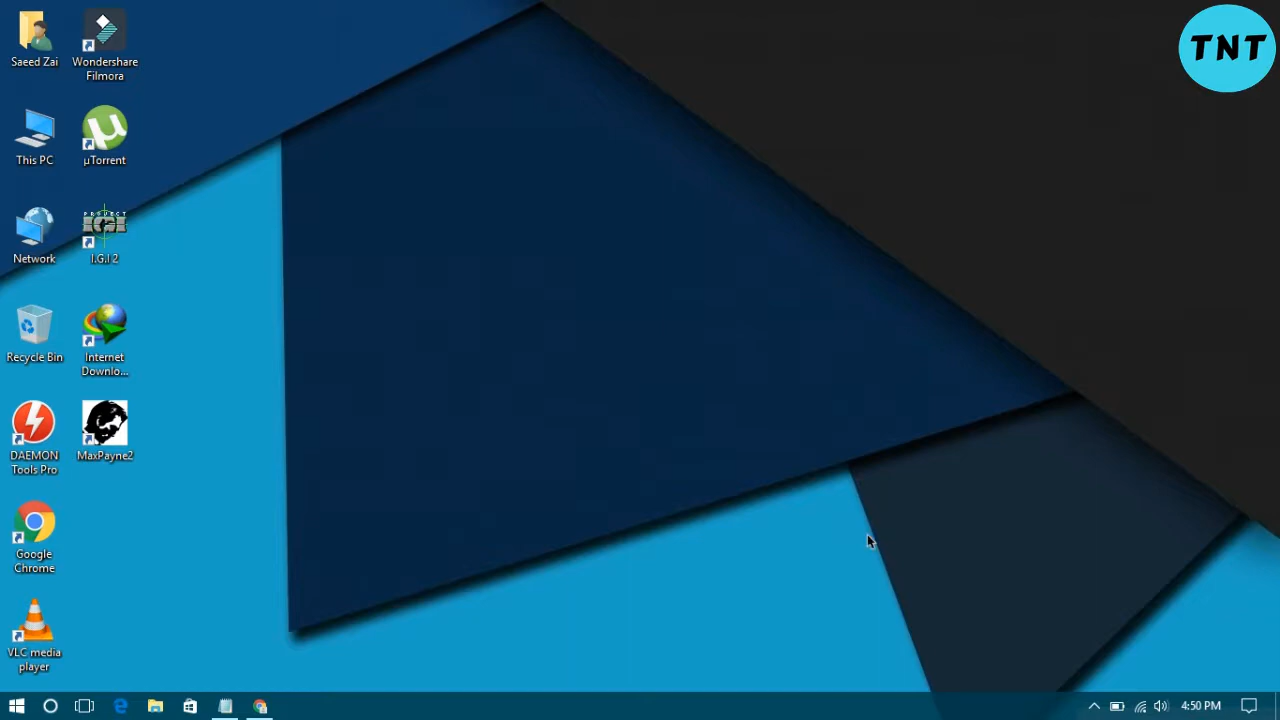 Saeed Zai
Wondershare
Filmora
TNT
This PC
µTorrent
Network
PROJECT
I.G.I 2
Recycle Bin
Internet
Downlo...
DAEMON
Tools Pro
MaxPayne2
Google
Chrome
VLC media
player
4:50 PM